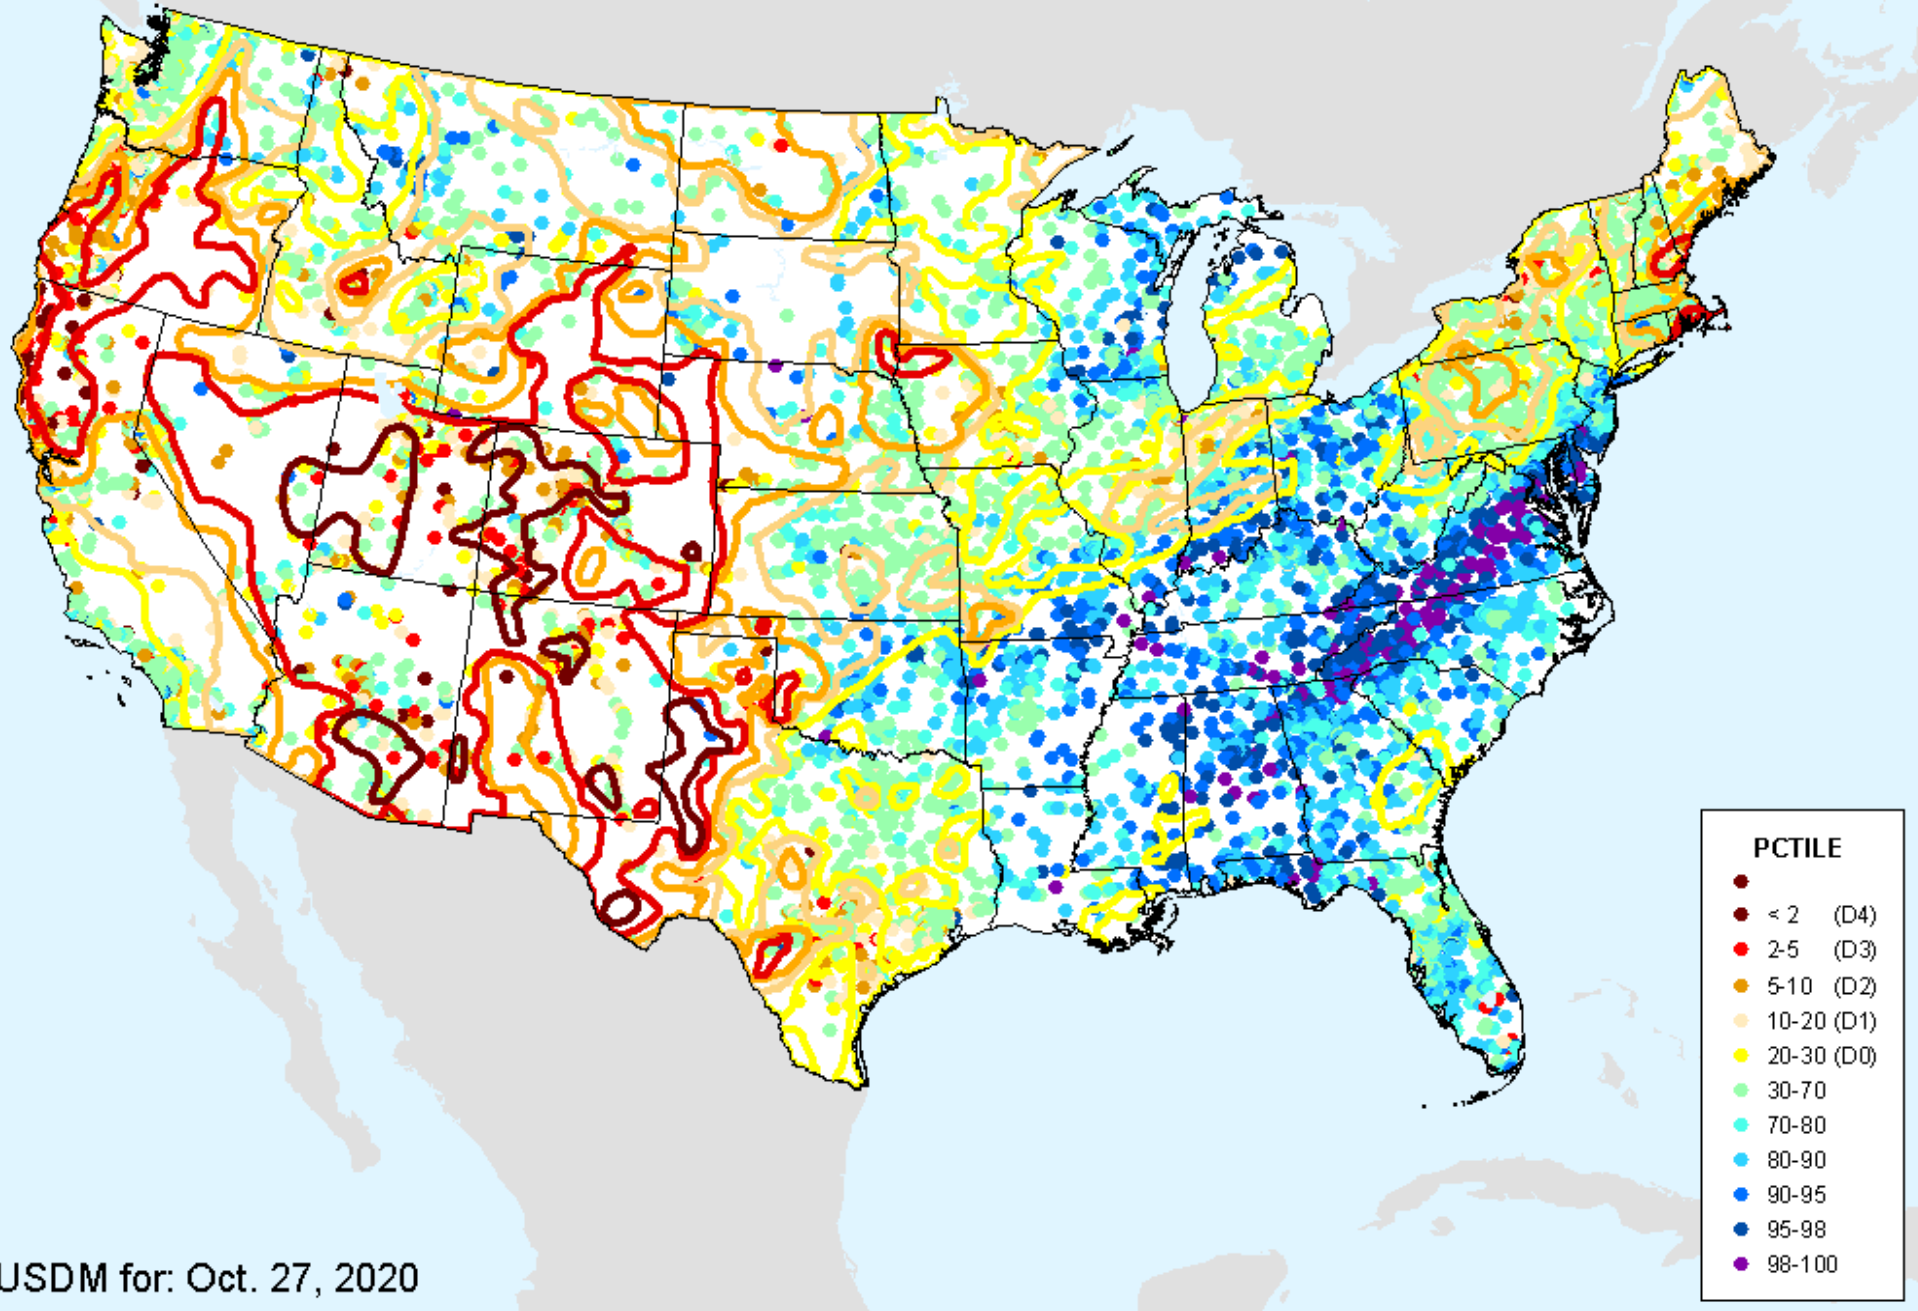 PCTILE
< 2 (D4)
2-5 (D3)
5-10 (D2)
10-20 (D1)
20-30 (D0)
30-70
70-80
80-90
90-95
95-98
98-100
USDM for: Oct. 27, 2020